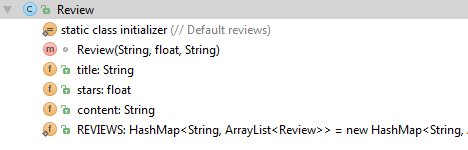 Review
static class initializer (// Default reviews)
Review(String, float, String)
title: String
stars: float
content: String
REVIEWS: HashMap<String, ArrayList<Review>> = new HashMap<String,